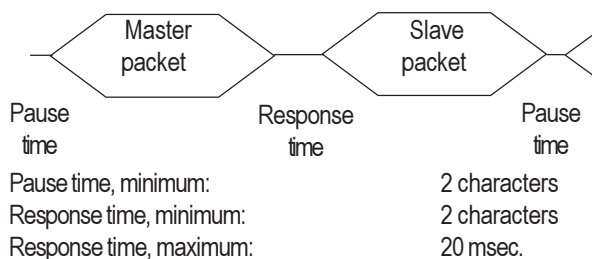 Master
packet
Slave
packet
Pause
time
Response
time
Pause
time
Pause time, minimum: 2 characters
Response time, minimum: 2 characters
Response time, maximum: 20 msec.